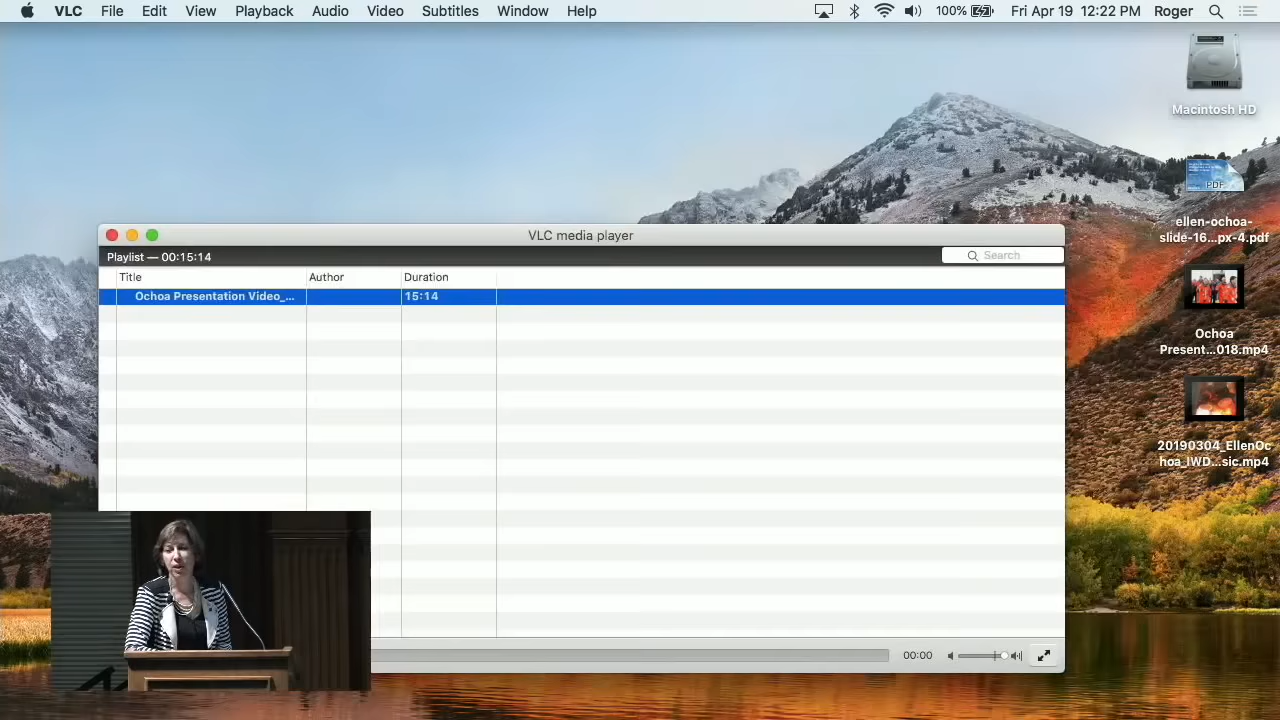 VLC File Edit View Playback Audio Video Subtitles Window Help 100% Fri Apr 19 12:22 PM Roger
Macintosh HD
PDF
ellen-ochoa-
slide-16...px-4.pdf
VLC media player
Playlist — 00:15:14
Search
Title Author Duration
Ochoa Presentation Video_... 15:14
Ochoa
Present...018.mp4
20190304_EllenOc
hoa_IWD...sic.mp4
00:00